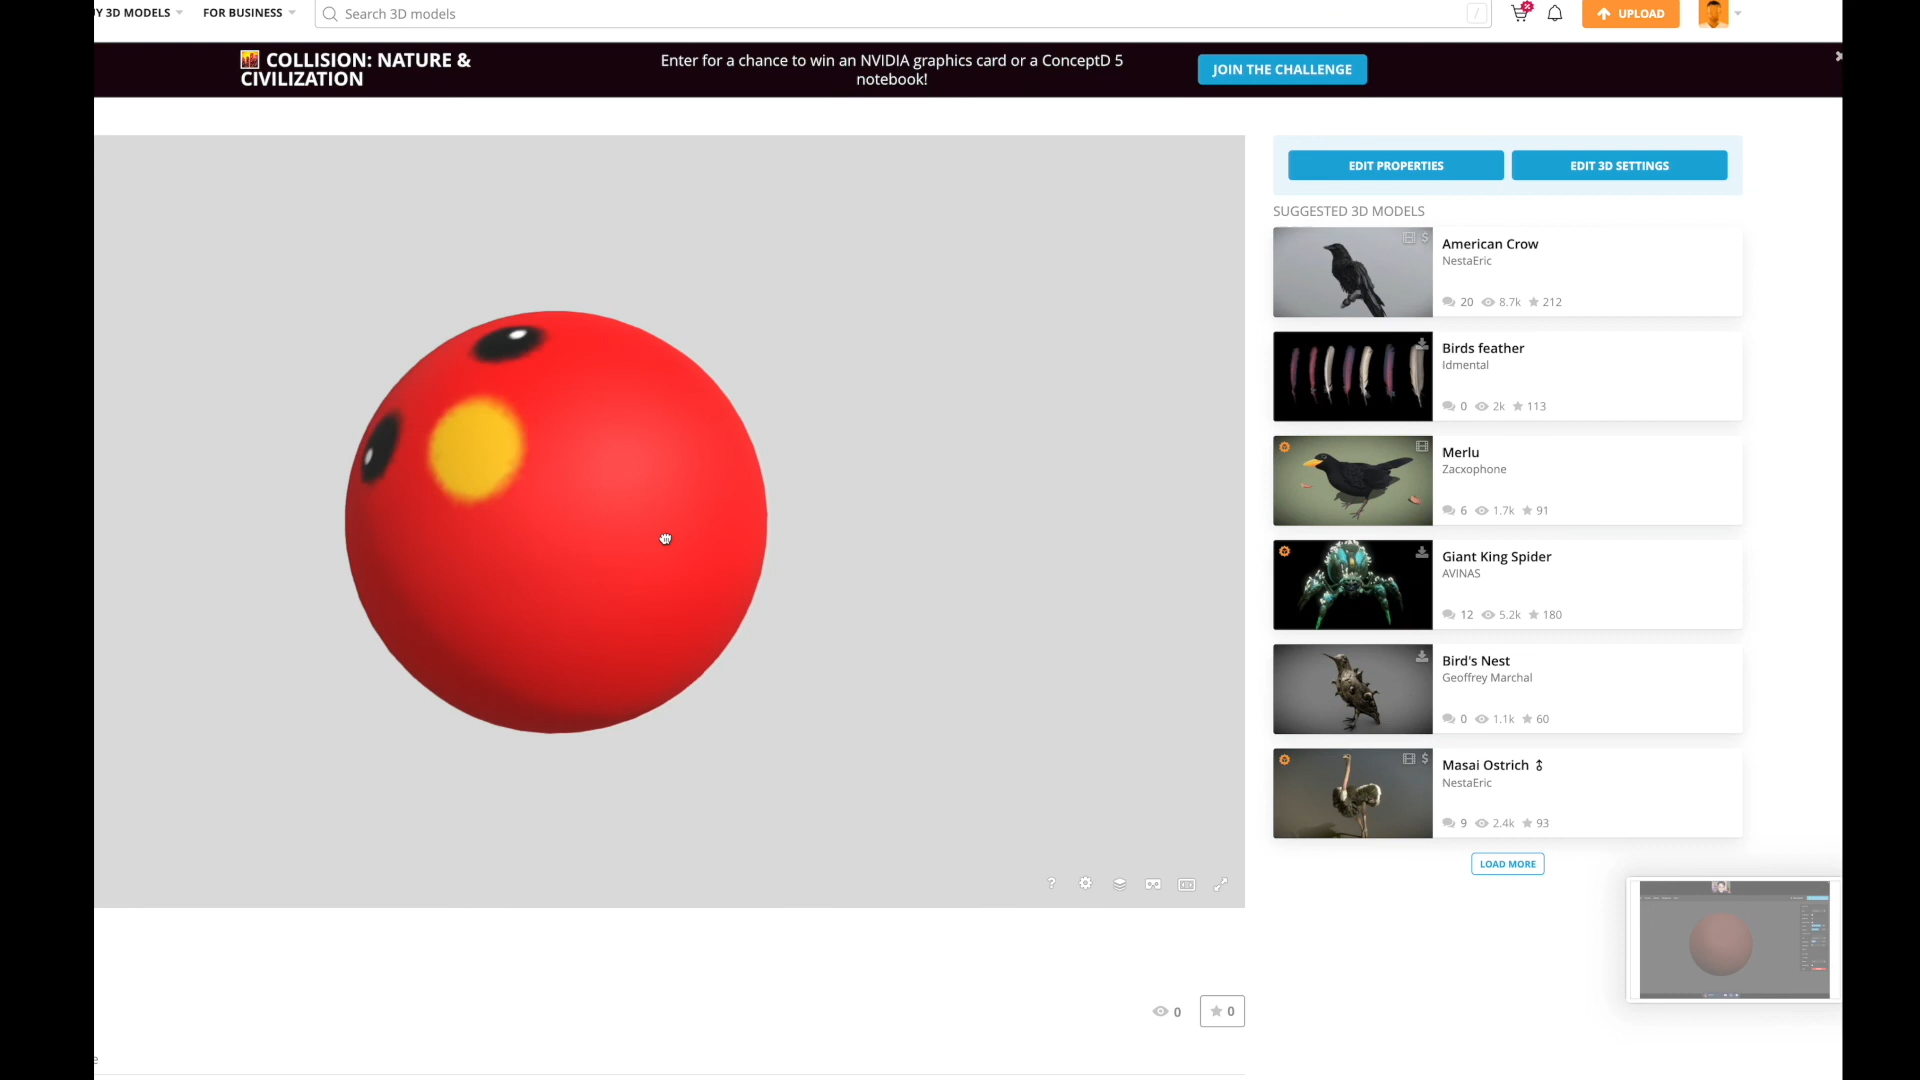 Y 3D MODELS
FOR BUSINESS
Search 3D models
/
UPLOAD
COLLISION: NATURE &
CIVILIZATION
Enter for a chance to win an NVIDIA graphics card or a ConceptD 5
notebook!
JOIN THE CHALLENGE
EDIT PROPERTIES
EDIT 3D SETTINGS
SUGGESTED 3D MODELS
American Crow
NestaEric
20 8.7k 212
Birds feather
Idmental
0 2k 113
Merlu
Zacxophone
6 1.7k 91
Giant King Spider
AVINAS
12 5.2k 180
Bird's Nest
Geoffrey Marchal
0 1.1k 60
Masai Ostrich ♂
NestaEric
9 2.4k 93
LOAD MORE
?
0
0
e